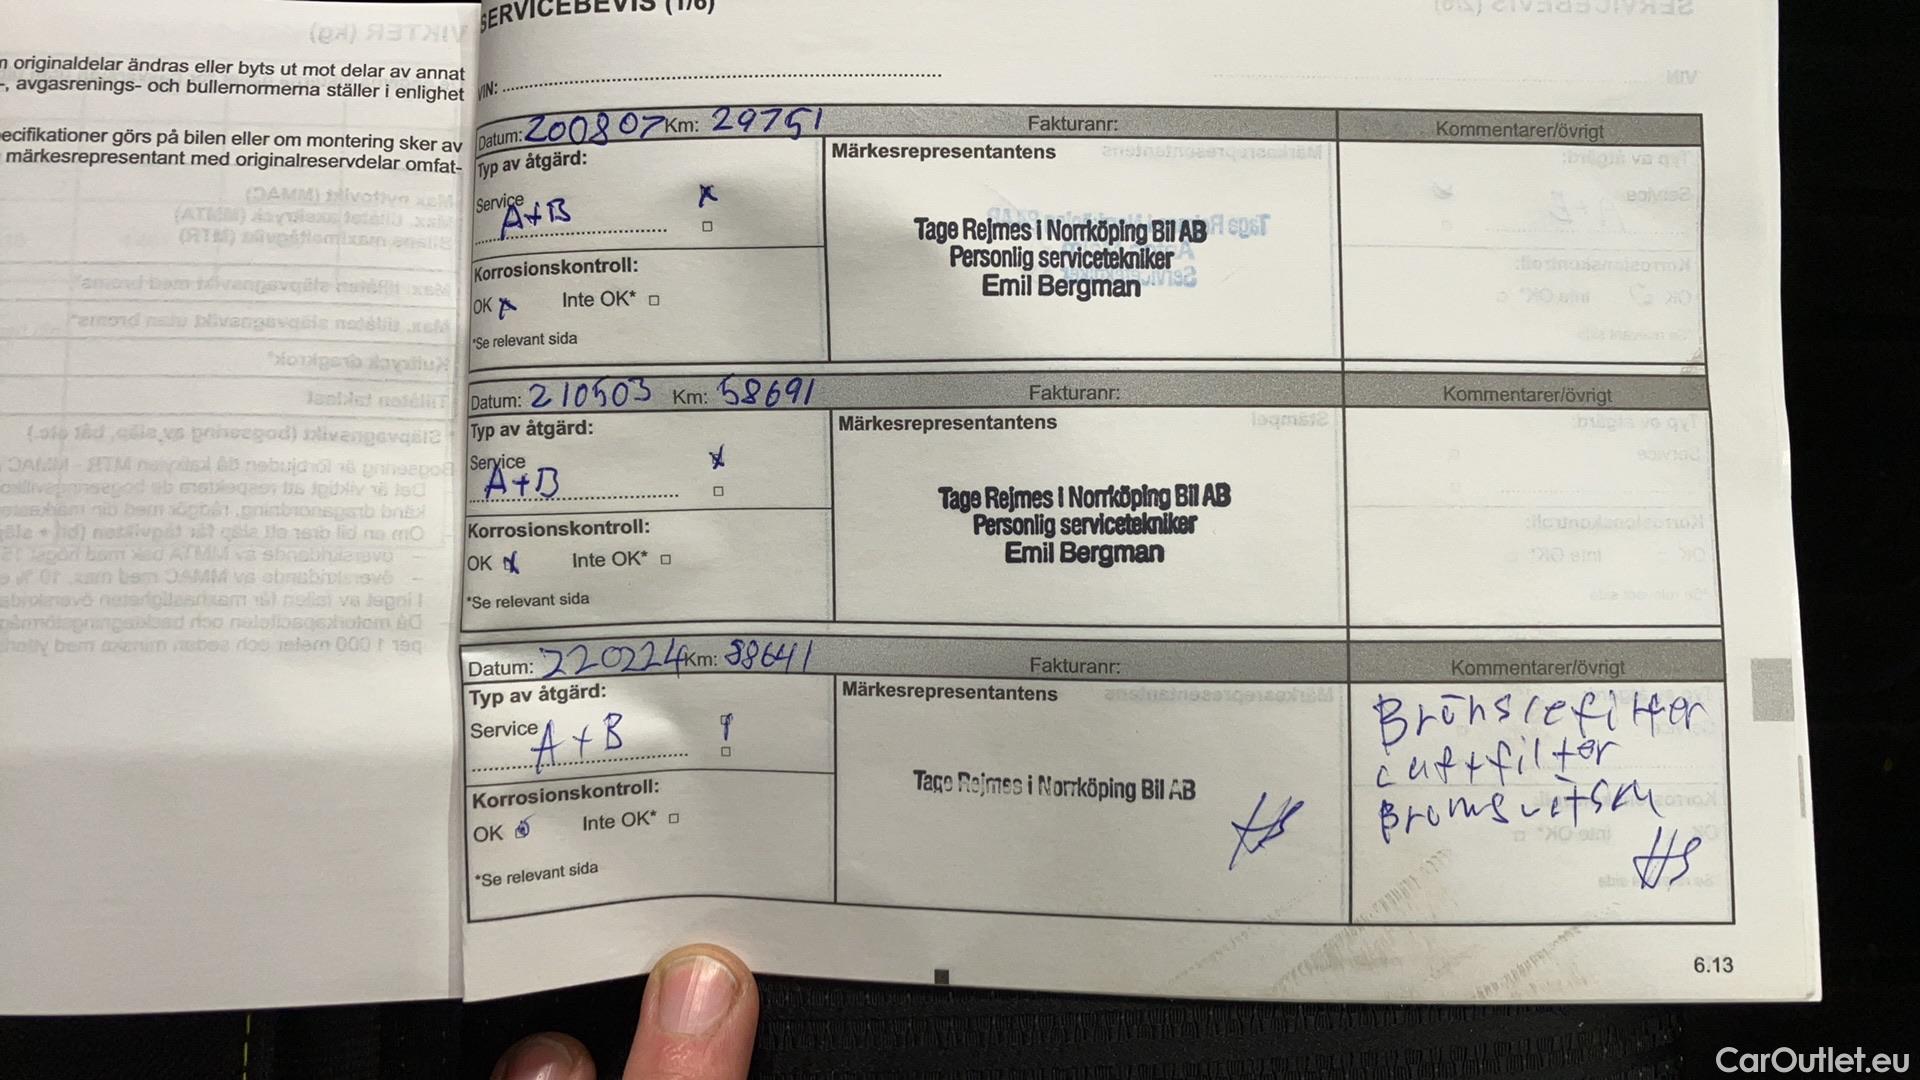 n originaldelar ändras eller byts ut mot delar av annat
-, avgasrenings- och bullernormerna ställer i enlighet
ecifikationer görs på bilen eller om montering sker av
märkesrepresentant med originalreservdelar omfat-
SERVICEBEVIS (1/6)
VIN:
Datum: 200807 Km: 29751 Fakturanr: Kommentarer/övrigt
Typ av åtgärd: Märkesrepresentantens
Service
A+B
Tage Rejmes i Norrköping Bil AB
Personlig servicetekniker
Emil Bergman
Korrosionskontroll:
OK Inte OK*
*Se relevant sida
Datum: 210503 Km: 58691 Fakturanr: Kommentarer/övrigt
Typ av åtgärd: Märkesrepresentantens
Service
A+B
Tage Rejmes i Norrköping Bil AB
Personlig servicetekniker
Emil Bergman
Korrosionskontroll:
OK Inte OK*
*Se relevant sida
Datum: 220224 Km: 88641 Fakturanr: Kommentarer/övrigt
Typ av åtgärd: Märkesrepresentantens
Service A+B
Tage Rejmes i Norrköping Bil AB
HS
Bränslefilter
Luftfilter
Bromsvätska
HS
Korrosionskontroll:
OK Inte OK*
*Se relevant sida
6.13
CarOutlet.eu